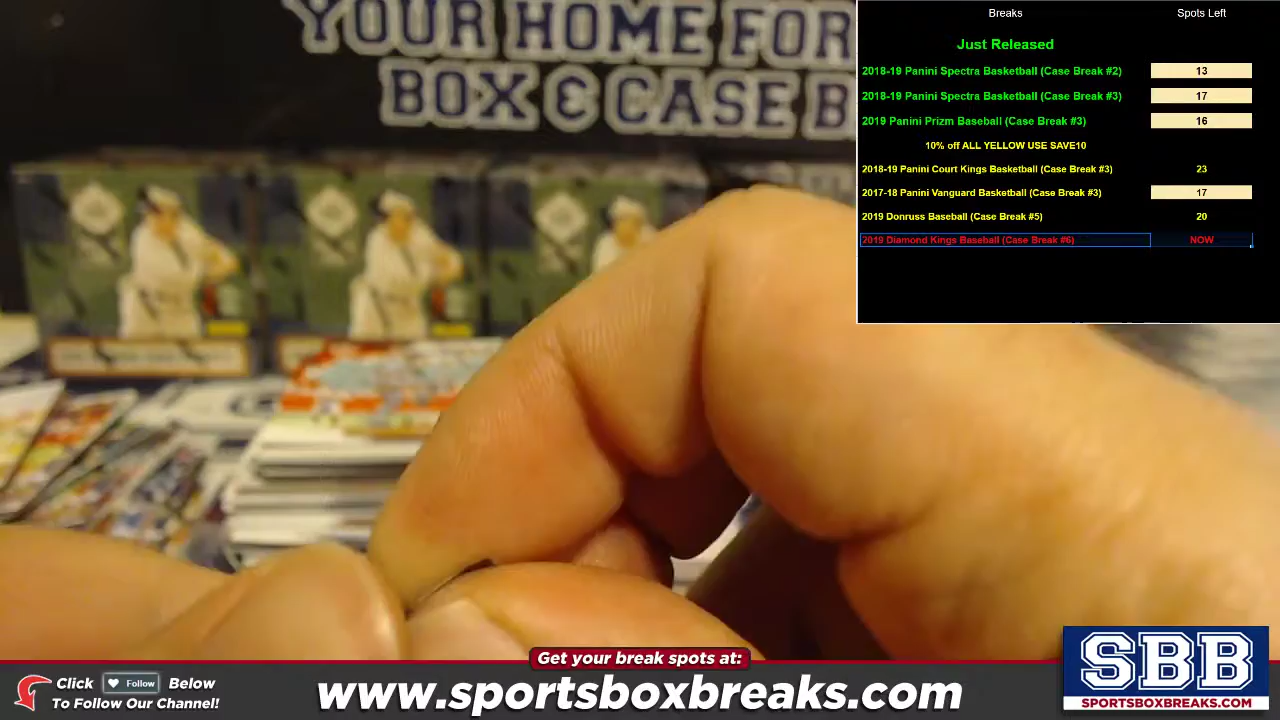 YOUR HOME FOR
BOX & CASE B
Breaks Spots Left
Just Released
2018-19 Panini Spectra Basketball (Case Break #2) 13
2018-19 Panini Spectra Basketball (Case Break #3) 17
2019 Panini Prizm Baseball (Case Break #3) 16
10% off ALL YELLOW USE SAVE10
2018-19 Panini Court Kings Basketball (Case Break #3) 23
2017-18 Panini Vanguard Basketball (Case Break #3) 17
2019 Donruss Baseball (Case Break #5) 20
2019 Diamond Kings Baseball (Case Break #6) NOW
Get your break spots at:
Click Follow Below
To Follow Our Channel!
www.sportsboxbreaks.com
SBB
SPORTSBOXBREAKS.COM